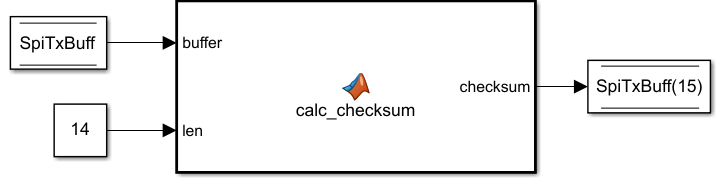 SpiTxBuff
buffer
checksum
SpiTxBuff(15)
calc_checksum
14
len